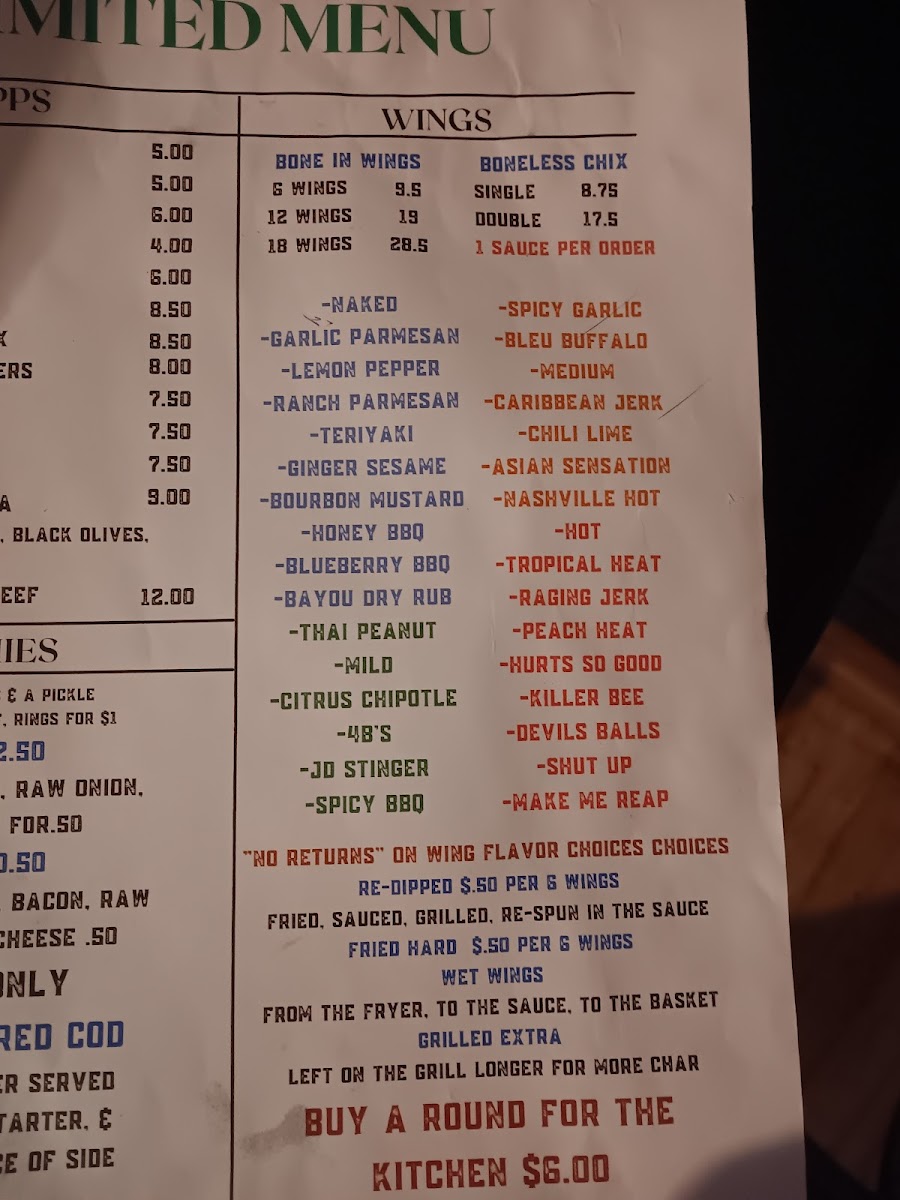 MITED MENU
PPS
5.00
5.00
6.00
4.00
6.00
8.50
8.50
ERS 8.00
7.50
7.50
7.50
A 9.00
, BLACK OLIVES,
EEF 12.00
IES
& A PICKLE
, RINGS FOR $1
2.50
, RAW ONION,
FOR.50
0.50
BACON, RAW
CHEESE .50
ONLY
RED COD
ER SERVED
TARTER, &
CE OF SIDE
WINGS
BONE IN WINGS
6 WINGS 9.5
12 WINGS 19
18 WINGS 28.5
BONELESS CHIX
SINGLE 8.75
DOUBLE 17.5
1 SAUCE PER ORDER
-NAKED
-GARLIC PARMESAN
-LEMON PEPPER
-RANCH PARMESAN
-TERIYAKI
-GINGER SESAME
-BOURBON MUSTARD
-HONEY BBQ
-BLUEBERRY BBQ
-BAYOU DRY RUB
-THAI PEANUT
-MILD
-CITRUS CHIPOTLE
-4B'S
-JD STINGER
-SPICY BBQ
-SPICY GARLIC
-BLEU BUFFALO
-MEDIUM
-CARIBBEAN JERK
-CHILI LIME
-ASIAN SENSATION
-NASHVILLE HOT
-HOT
-TROPICAL HEAT
-RAGING JERK
-PEACH HEAT
-HURTS SO GOOD
-KILLER BEE
-DEVILS BALLS
-SHUT UP
-MAKE ME REAP
"NO RETURNS" ON WING FLAVOR CHOICES CHOICES
RE-DIPPED $.50 PER 6 WINGS
FRIED, SAUCED, GRILLED, RE-SPUN IN THE SAUCE
FRIED HARD $.50 PER 6 WINGS
WET WINGS
FROM THE FRYER, TO THE SAUCE, TO THE BASKET
GRILLED EXTRA
LEFT ON THE GRILL LONGER FOR MORE CHAR
BUY A ROUND FOR THE
KITCHEN $6.00